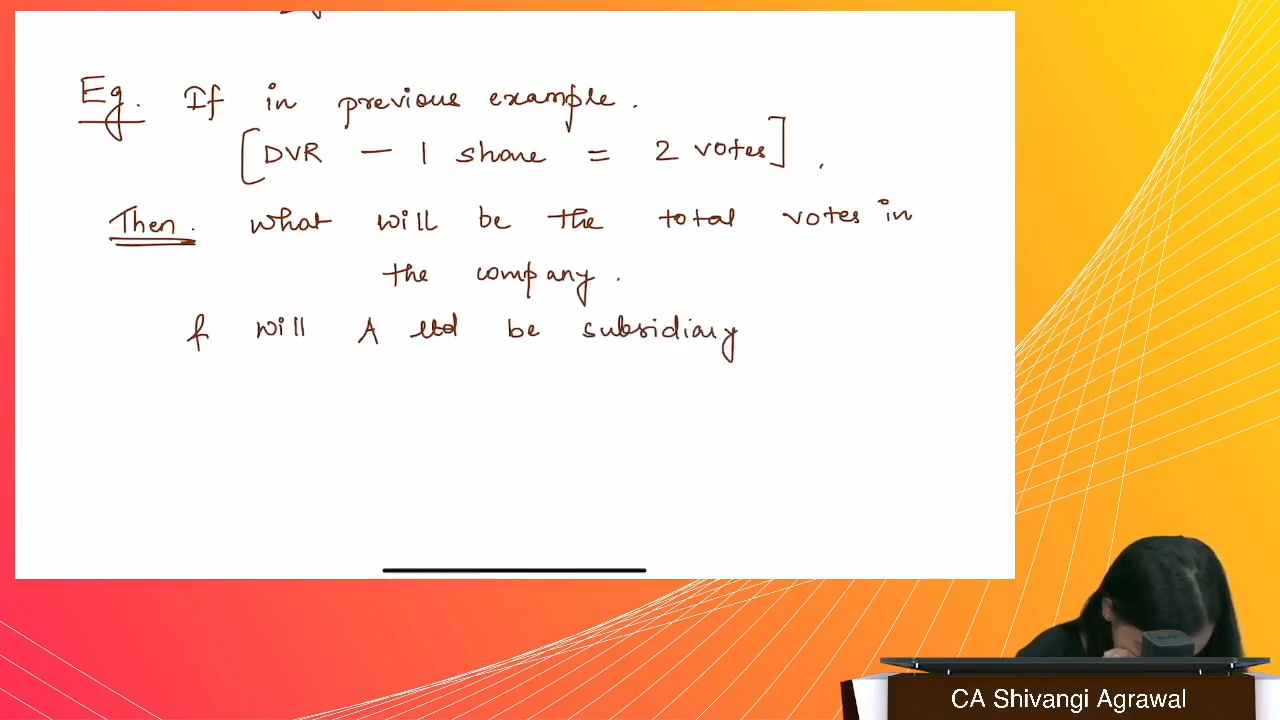 Eg. If in previous example.
[DVR – 1 share = 2 votes].
Then. what will be the total votes in
the company.
& will A ltd be subsidiary
CA Shivangi Agrawal